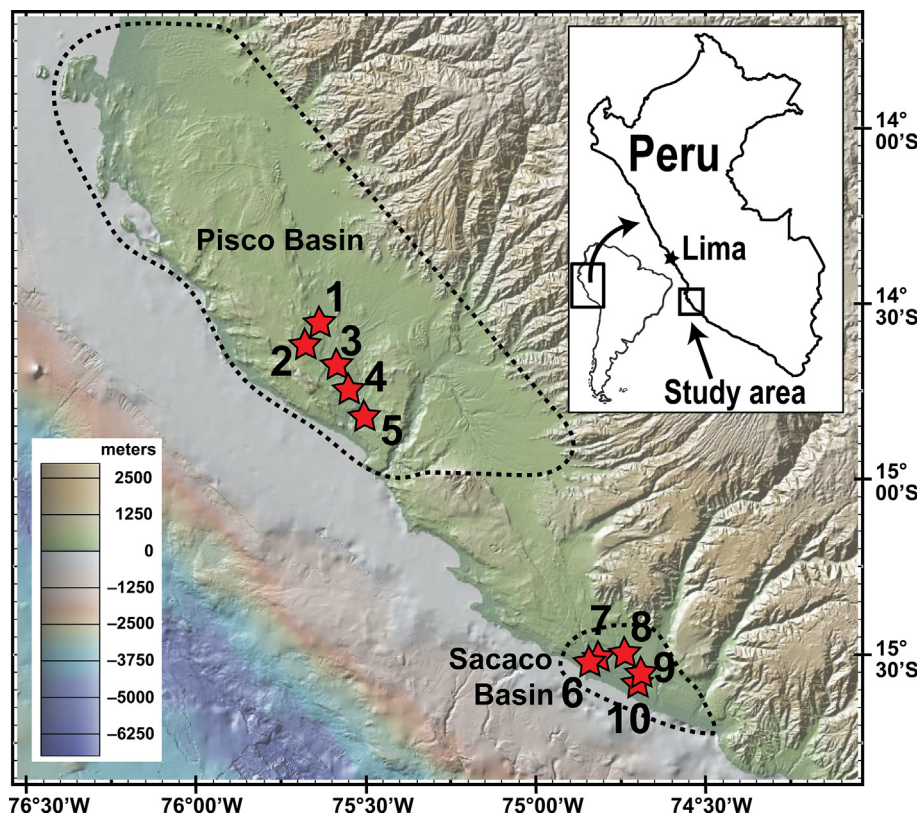 Peru
Lima
Study area
14°
00'S
14°
30'S
15°
00'S
15°
30'S
Pisco Basin
1
2
3
4
5
meters
2500
1250
0
–1250
–2500
–3750
–5000
–6250
Sacaco
Basin
6
7
8
9
10
76°30'W
76°00'W
75°30'W
75°00'W
74°30'W